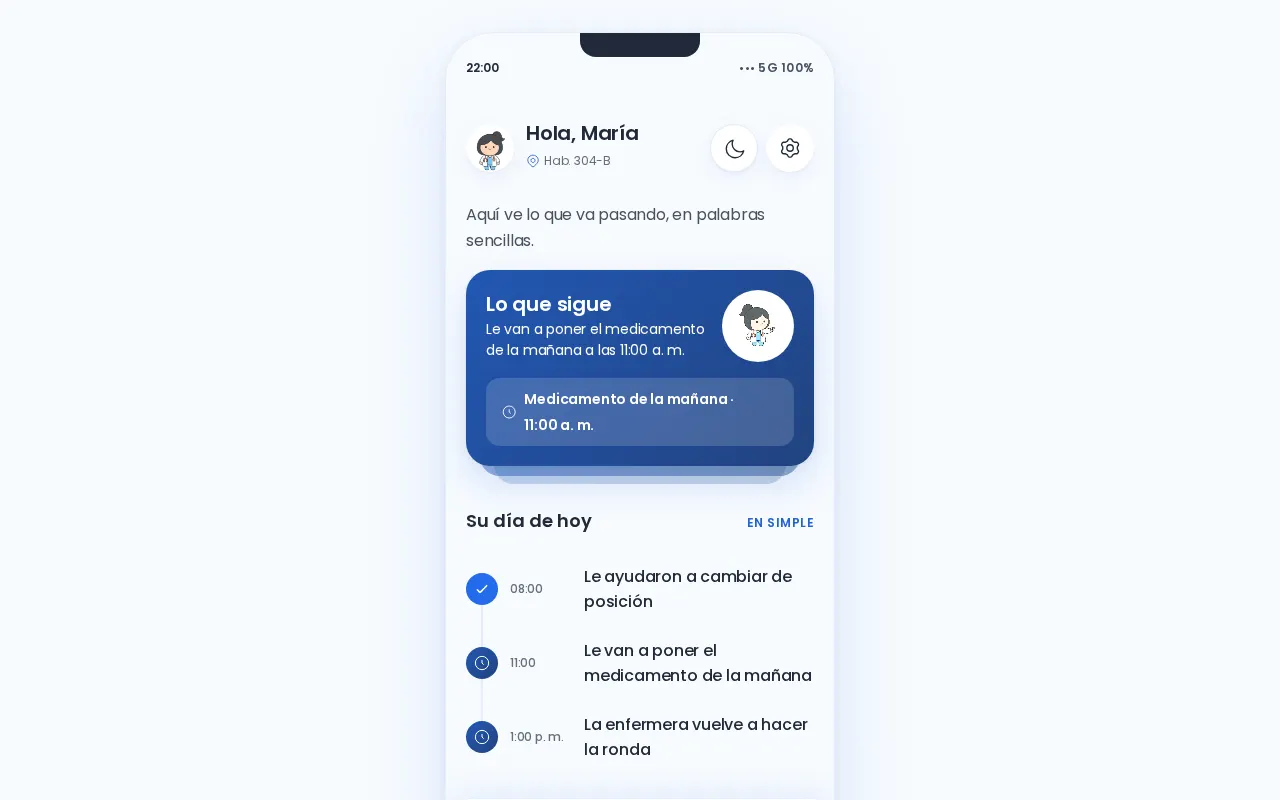 22:00
••• 5G 100%
Hola, María
Hab. 304-B
Aquí ve lo que va pasando, en palabras
sencillas.
Lo que sigue
Le van a poner el medicamento
de la mañana a las 11:00 a. m.
Medicamento de la mañana ·
11:00 a. m.
Su día de hoy
EN SIMPLE
08:00
Le ayudaron a cambiar de
posición
11:00
Le van a poner el
medicamento de la mañana
1:00 p. m.
La enfermera vuelve a hacer
la ronda